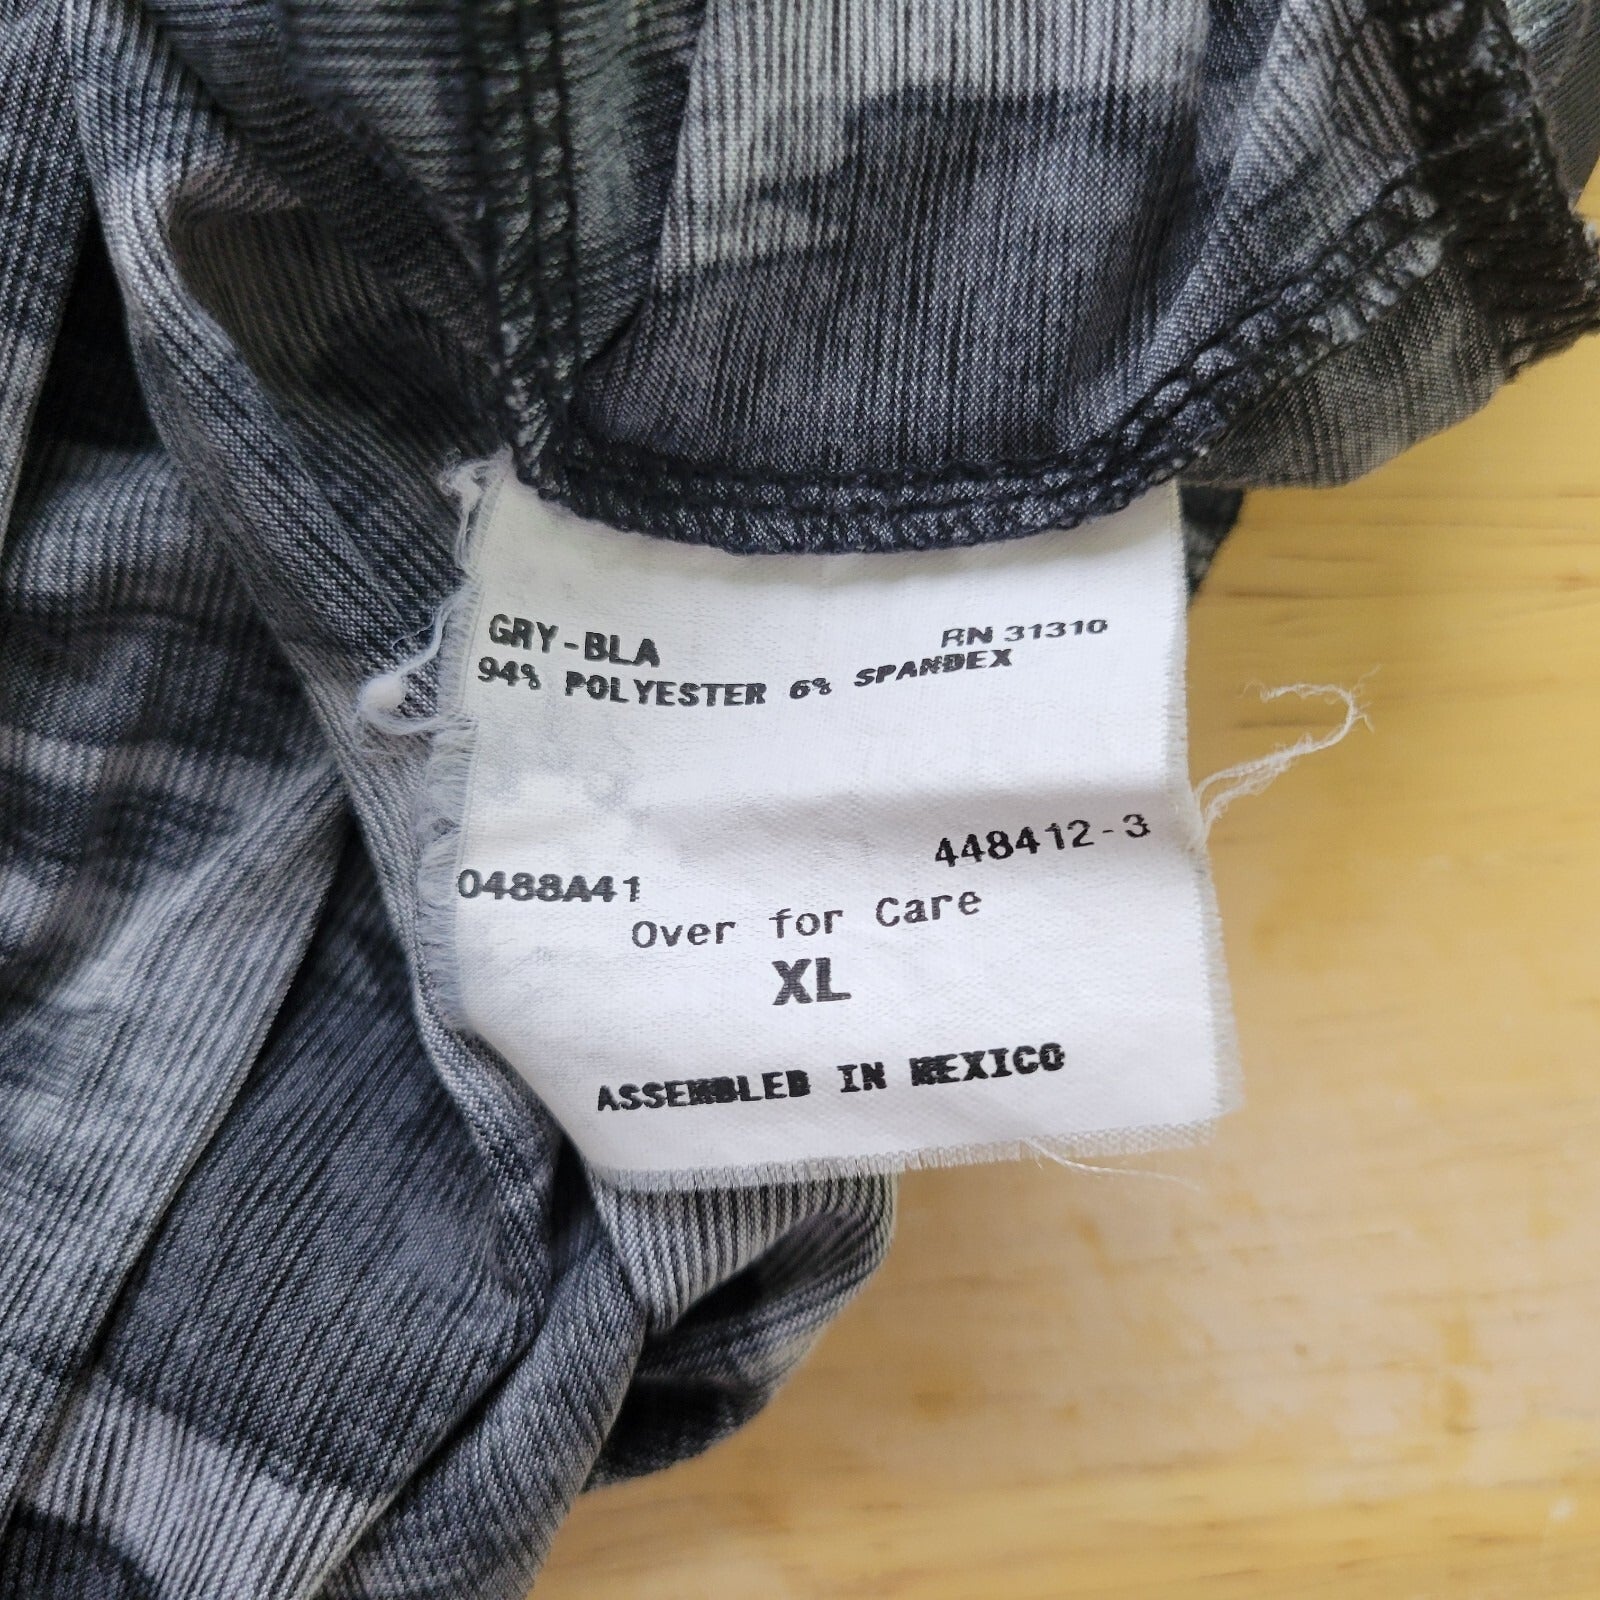 GRY-BLA RN 31310
94% POLYESTER 6% SPANDEX
448412-3
0488A41
Over for Care
XL
ASSEMBLED IN MEXICO